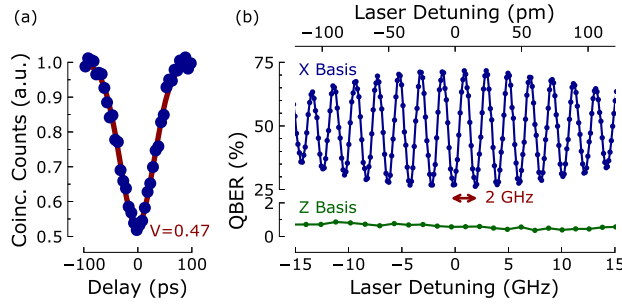 (a)
Coinc. Counts (a.u.)
1.0
0.9
0.8
0.7
0.6
0.5
V=0.47
−100
0
100
Delay (ps)
(b)
Laser Detuning (pm)
−100
−50
0
50
100
QBER (%)
75
50
25
2
0
X Basis
2 GHz
Z Basis
−15
−10
−5
0
5
10
15
Laser Detuning (GHz)